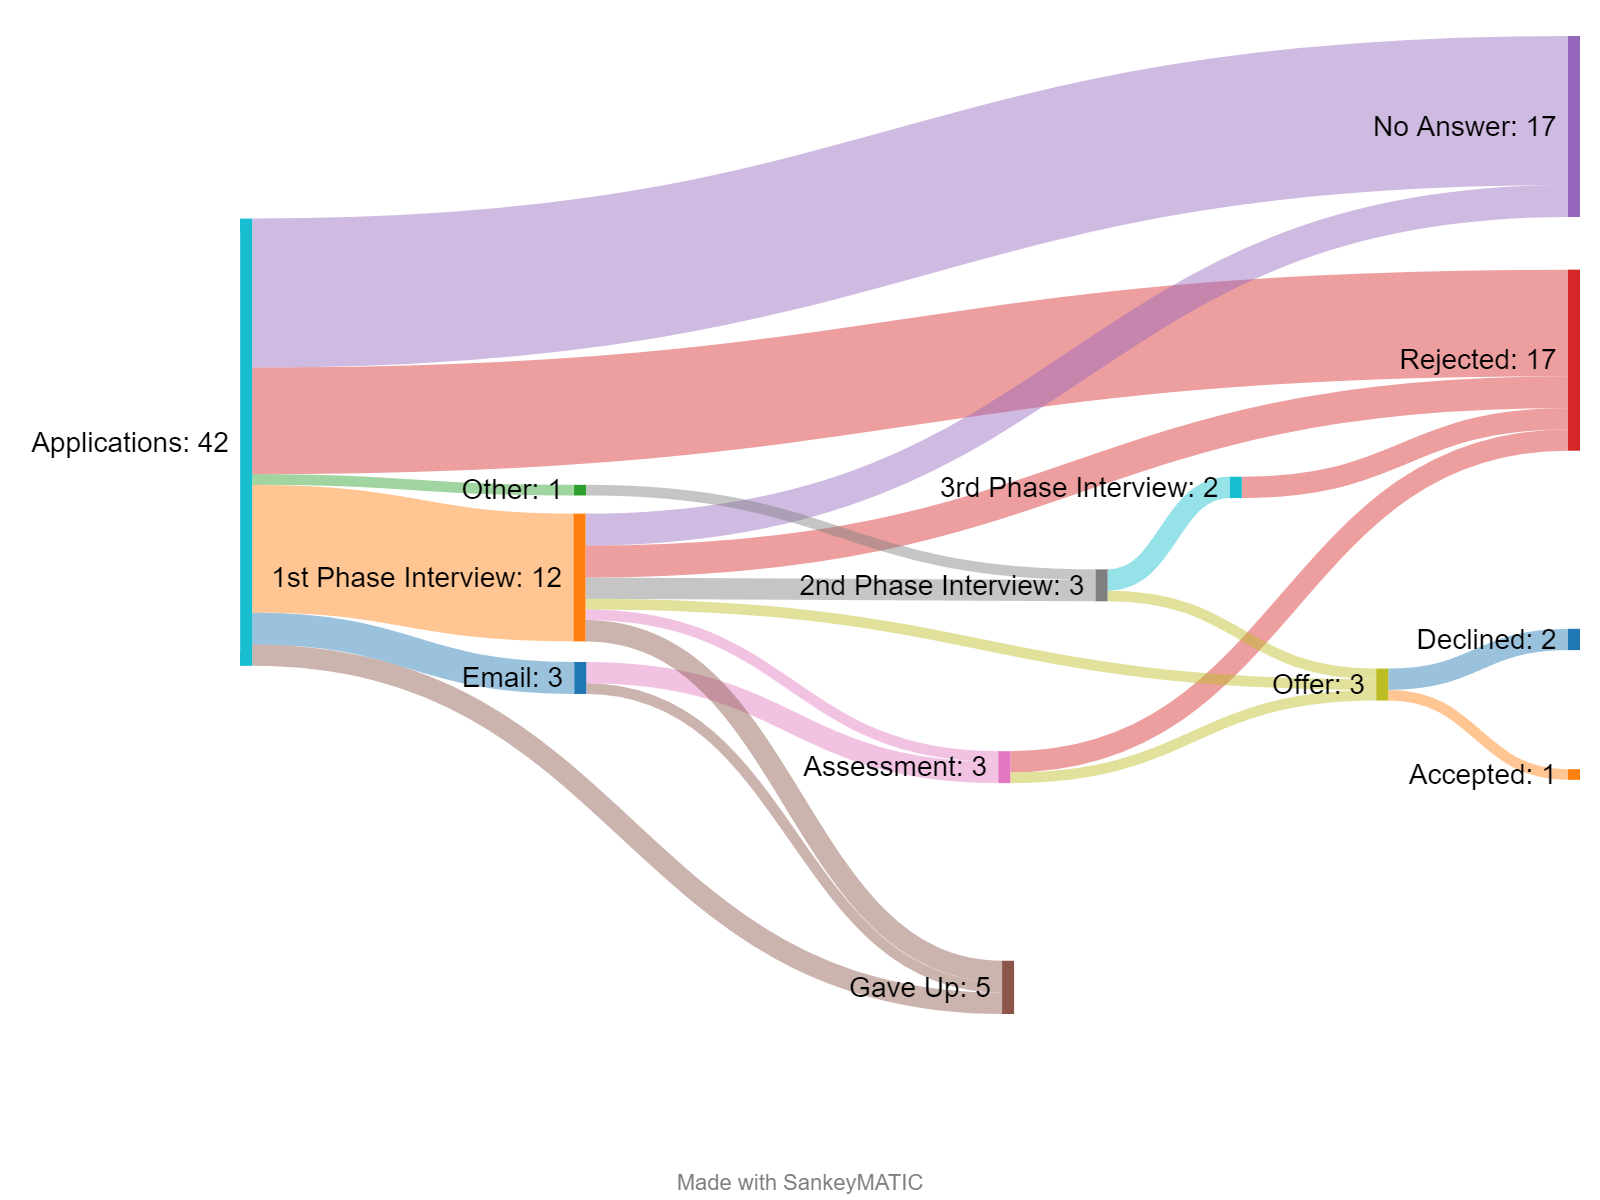 No Answer: 17
Rejected: 17
Applications: 42
Other: 1
3rd Phase Interview: 2
1st Phase Interview: 12
2nd Phase Interview: 3
Declined: 2
Email: 3
Offer: 3
Assessment: 3
Accepted: 1
Gave Up: 5
Made with SankeyMATIC